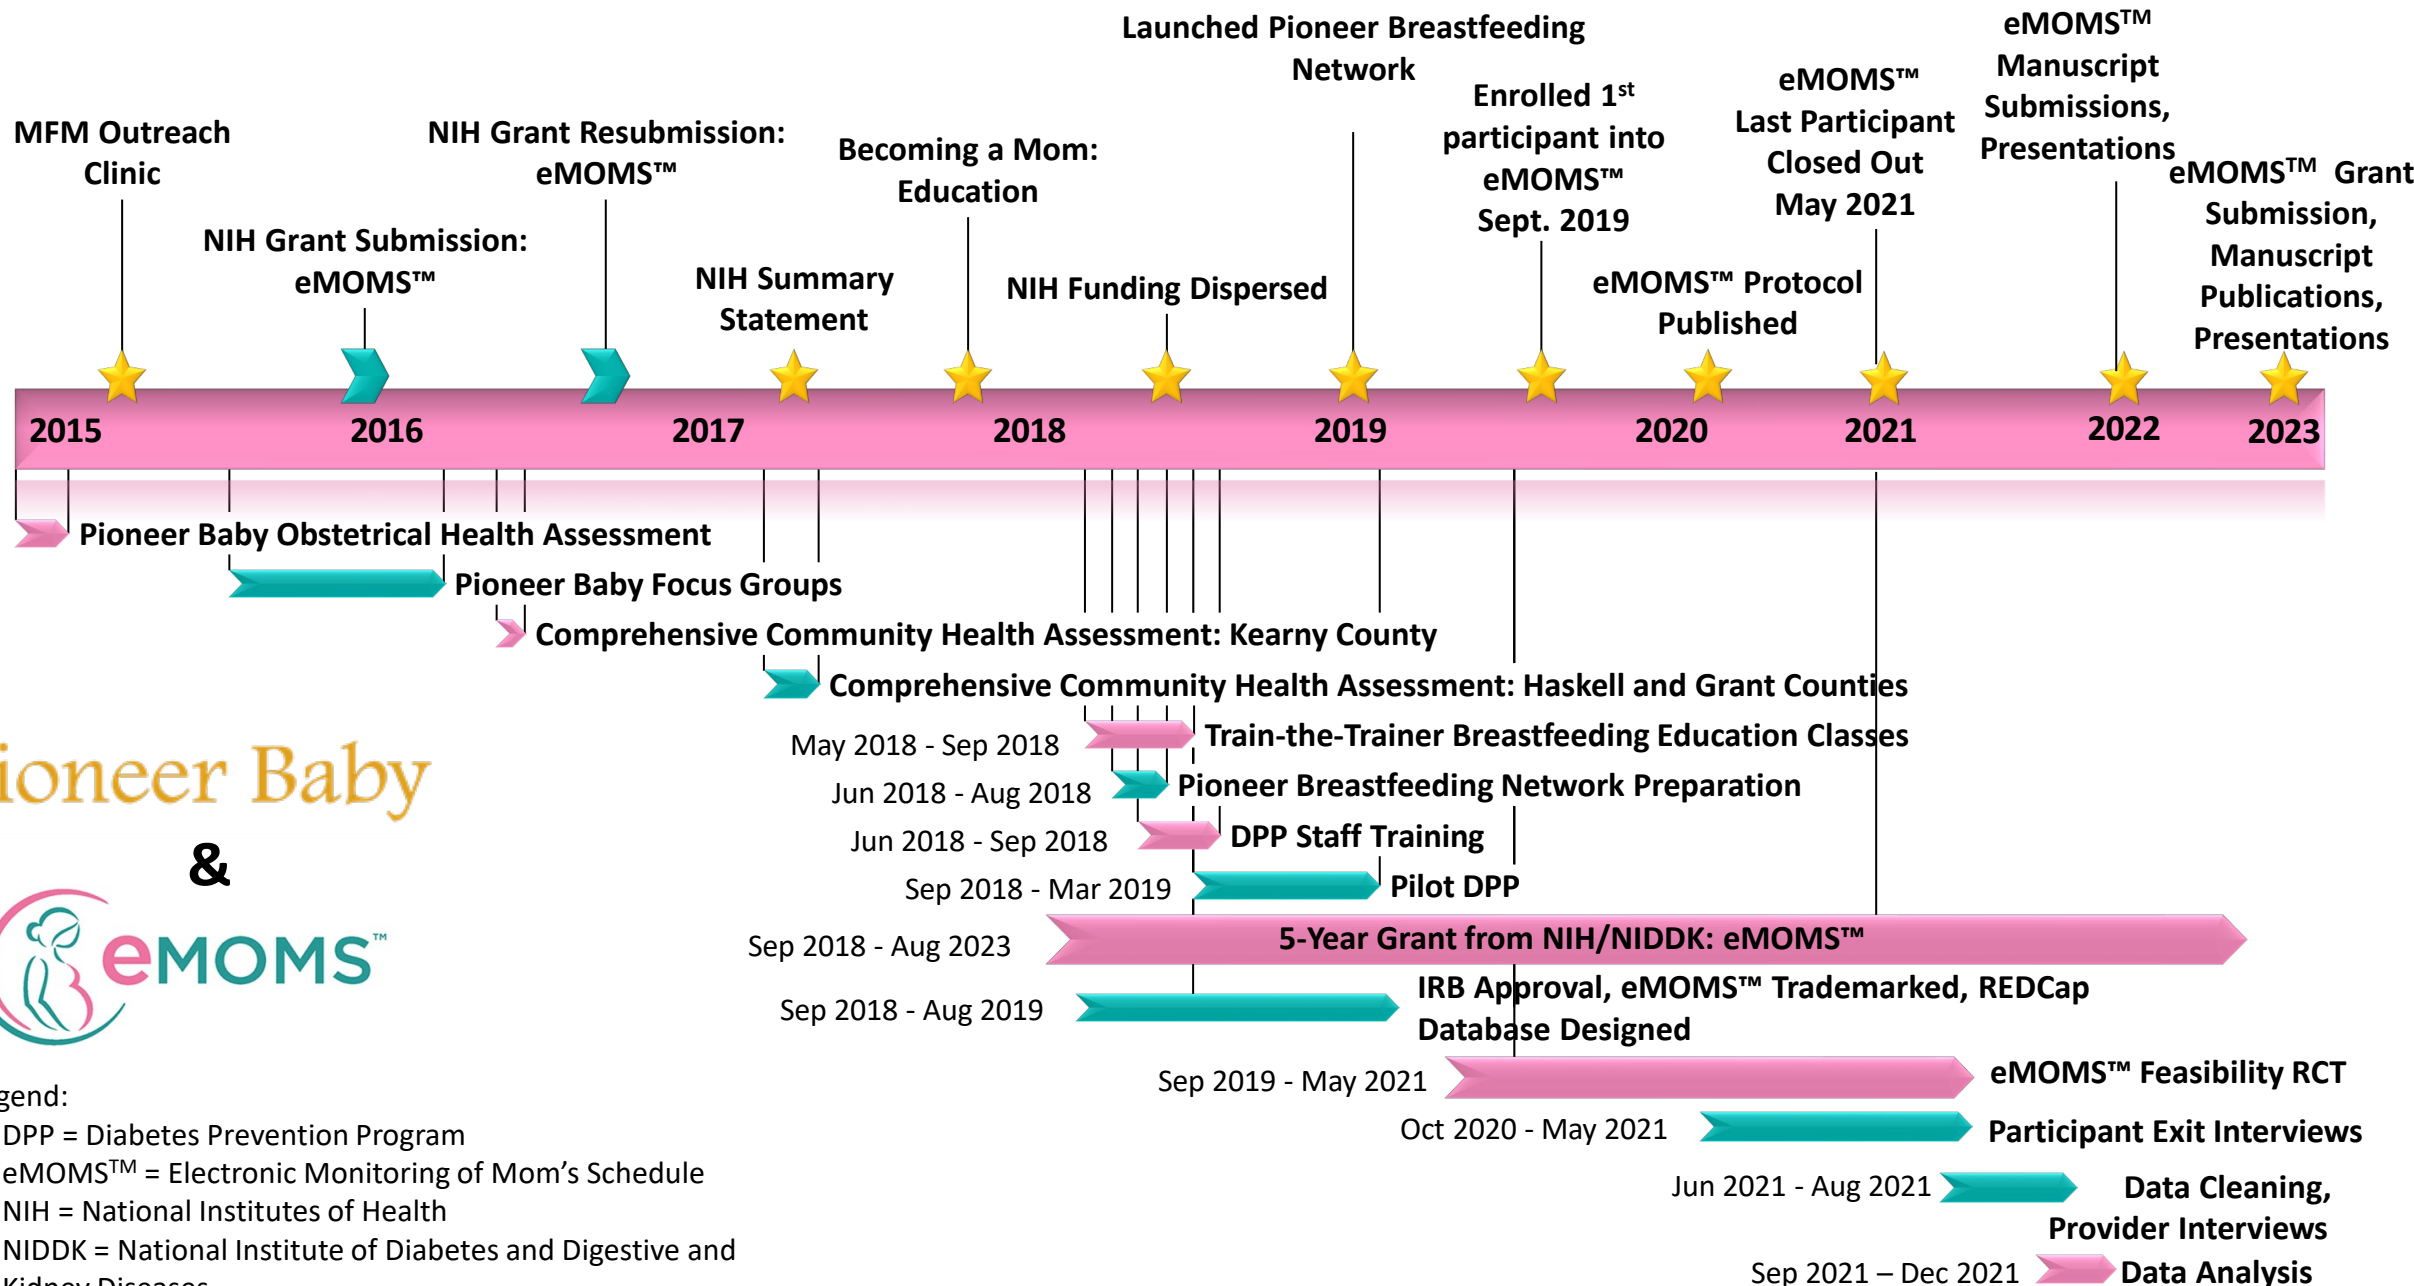 MFM Outreach
Clinic
NIH Grant Submission:
eMOMS™
NIH Grant Resubmission:
eMOMS™
NIH Summary
Statement
Becoming a Mom:
Education
NIH Funding Dispersed
Launched Pioneer Breastfeeding
Network
Enrolled 1st
participant into
eMOMS™
Sept. 2019
eMOMS™ Protocol
Published
eMOMS™
Last Participant
Closed Out
May 2021
eMOMS™
Manuscript
Submissions,
Presentations
eMOMS™ Grant
Submission,
Manuscript
Publications,
Presentations
2015 2016 2017 2018 2019 2020 2021 2022 2023
Pioneer Baby Obstetrical Health Assessment
Pioneer Baby Focus Groups
Comprehensive Community Health Assessment: Kearny County
Comprehensive Community Health Assessment: Haskell and Grant Counties
May 2018 - Sep 2018 Train-the-Trainer Breastfeeding Education Classes
Jun 2018 - Aug 2018 Pioneer Breastfeeding Network Preparation
Jun 2018 - Sep 2018 DPP Staff Training
Sep 2018 - Mar 2019 Pilot DPP
Sep 2018 - Aug 2023 5-Year Grant from NIH/NIDDK: eMOMS™
Sep 2018 - Aug 2019 IRB Approval, eMOMS™ Trademarked, REDCap
Database Designed
Sep 2019 - May 2021 eMOMS™ Feasibility RCT
Oct 2020 - May 2021 Participant Exit Interviews
Jun 2021 - Aug 2021 Data Cleaning,
Provider Interviews
Sep 2021 – Dec 2021 Data Analysis
ioneer Baby
&
eMOMS™
gend:
DPP = Diabetes Prevention Program
eMOMS™ = Electronic Monitoring of Mom's Schedule
NIH = National Institutes of Health
NIDDK = National Institute of Diabetes and Digestive and
Kidney Diseases